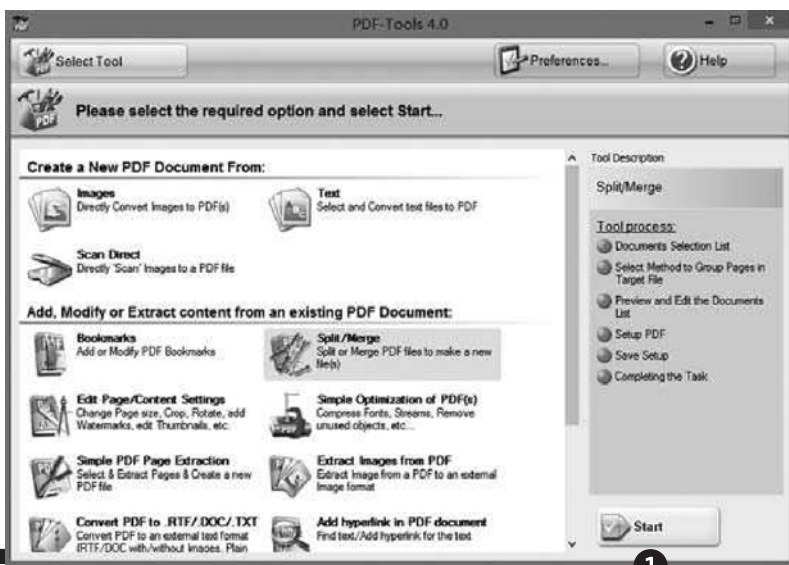 PDF-Tools 4.0
Select Tool
Preferences...
Help
Please select the required option and select Start...
Create a New PDF Document From:
Images
Directly Convert Images to PDF(s)
Text
Select and Convert text files to PDF
Scan Direct
Directly 'Scan' Images to a PDF file
Add, Modify or Extract content from an existing PDF Document:
Bookmarks
Add or Modify PDF Bookmarks
Split/Merge
Split or Merge PDF files to make a new
file(s)
Edit Page/Content Settings
Change Page size, Crop, Rotate, add
Watermarks, edit Thumbnails, etc.
Simple Optimization of PDF(s)
Compress Fonts, Streams, Remove
unused objects, etc...
Simple PDF Page Extraction
Select & Extract Pages & Create a new
PDF file
Extract Images from PDF
Extract Image from a PDF to an external
Image format
Convert PDF to .RTF/.DOC/.TXT
Convert PDF to an external text format
(RTF/DOC with/without Images, Plain
Add hyperlink in PDF document
Find text/Add hyperlink for the text
Tool Description
Split/Merge
Tool process:
Documents Selection List
Select Method to Group Pages in
Target File
Preview and Edit the Documents
List
Setup PDF
Save Setup
Completing the Task
Start
1